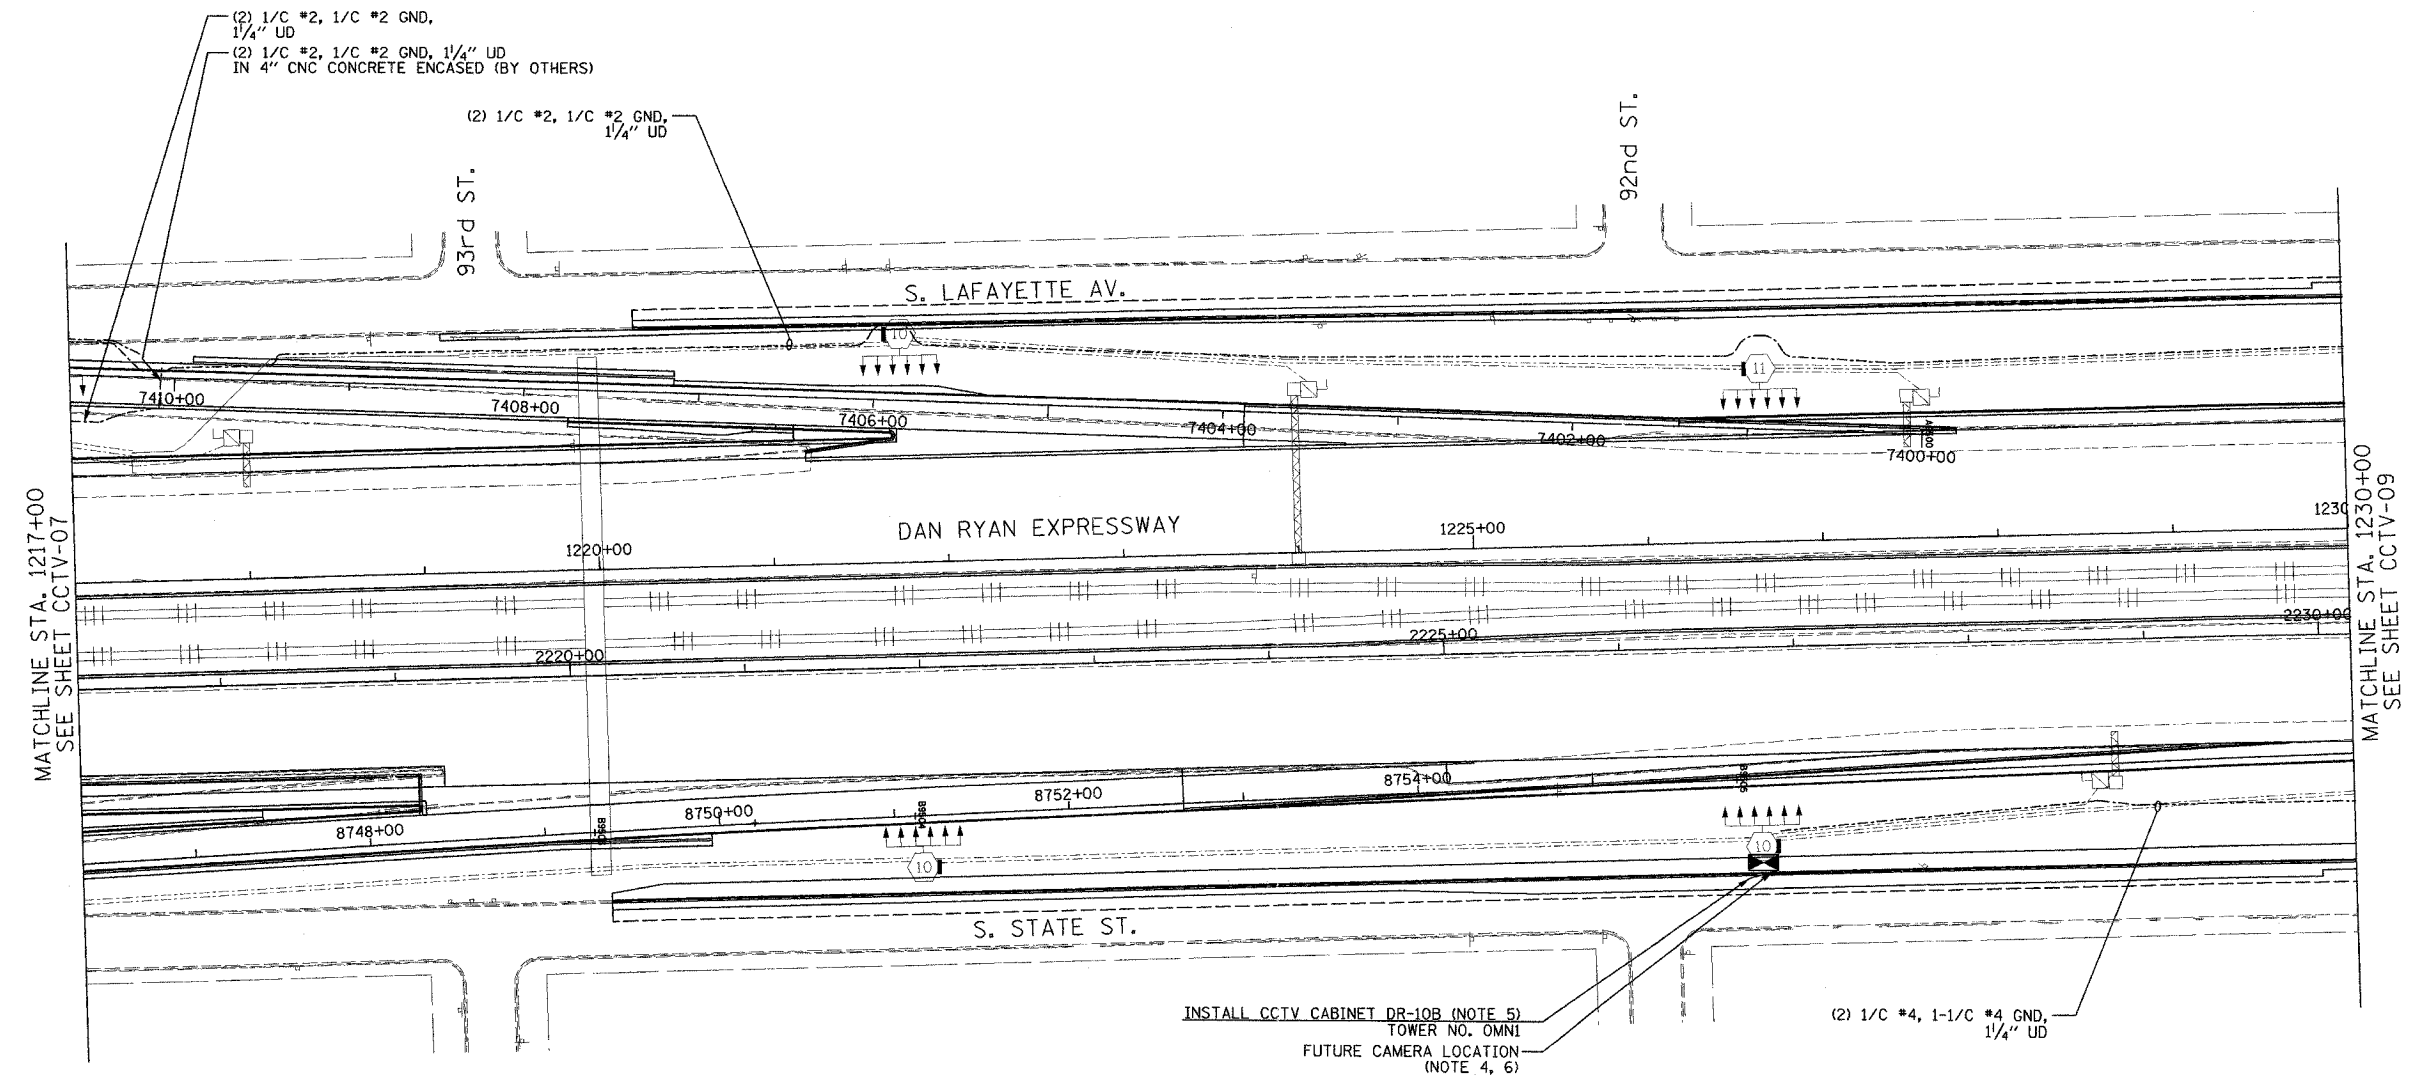 (2) 1/C #2, 1/C #2 GND,
1¼" UD
(2) 1/C #2, 1/C #2 GND, 1¼" UD
IN 4" CNC CONCRETE ENCASED (BY OTHERS)
(2) 1/C #2, 1/C #2 GND,
1¼" UD
93rd ST.
92nd ST.
S. LAFAYETTE AV.
10
11
7410+00
7408+00
7406+00
7404+00
7402+00
7400+00
MATCHLINE STA. 1217+00
SEE SHEET CCTV-07
DAN RYAN EXPRESSWAY
1220+00
1225+00
1230
MATCHLINE STA. 1230+00
SEE SHEET CCTV-09
2220+00
2225+00
2230+00
8748+00
8750+00
8752+00
8754+00
10
10
S. STATE ST.
INSTALL CCTV CABINET DR-10B (NOTE 5)
TOWER NO. OMN1
FUTURE CAMERA LOCATION
(NOTE 4, 6)
(2) 1/C #4, 1-1/C #4 GND,
1¼" UD